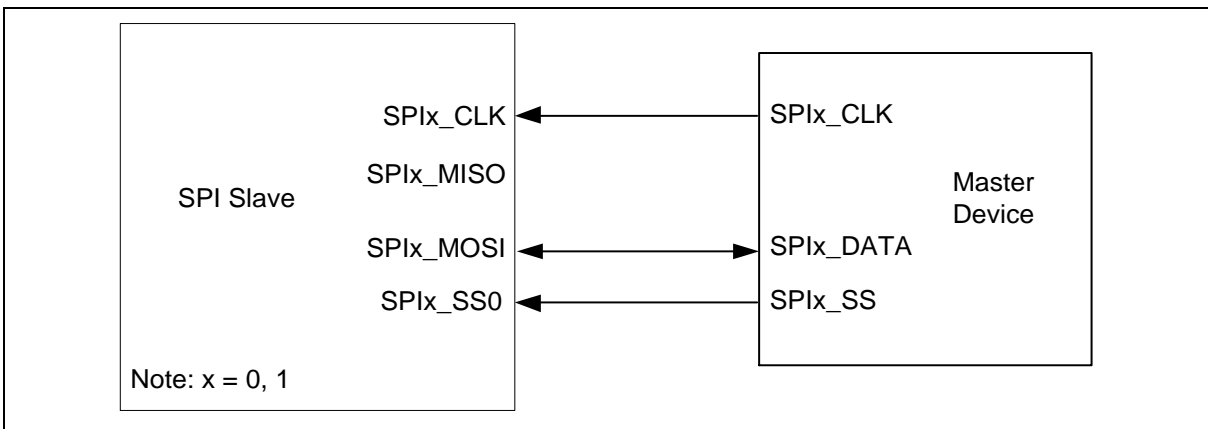 SPIx_CLK
SPIx_MISO
SPI Slave
SPIx_MOSI
SPIx_SS0
Note: x = 0, 1
SPIx_CLK
Master
Device
SPIx_DATA
SPIx_SS